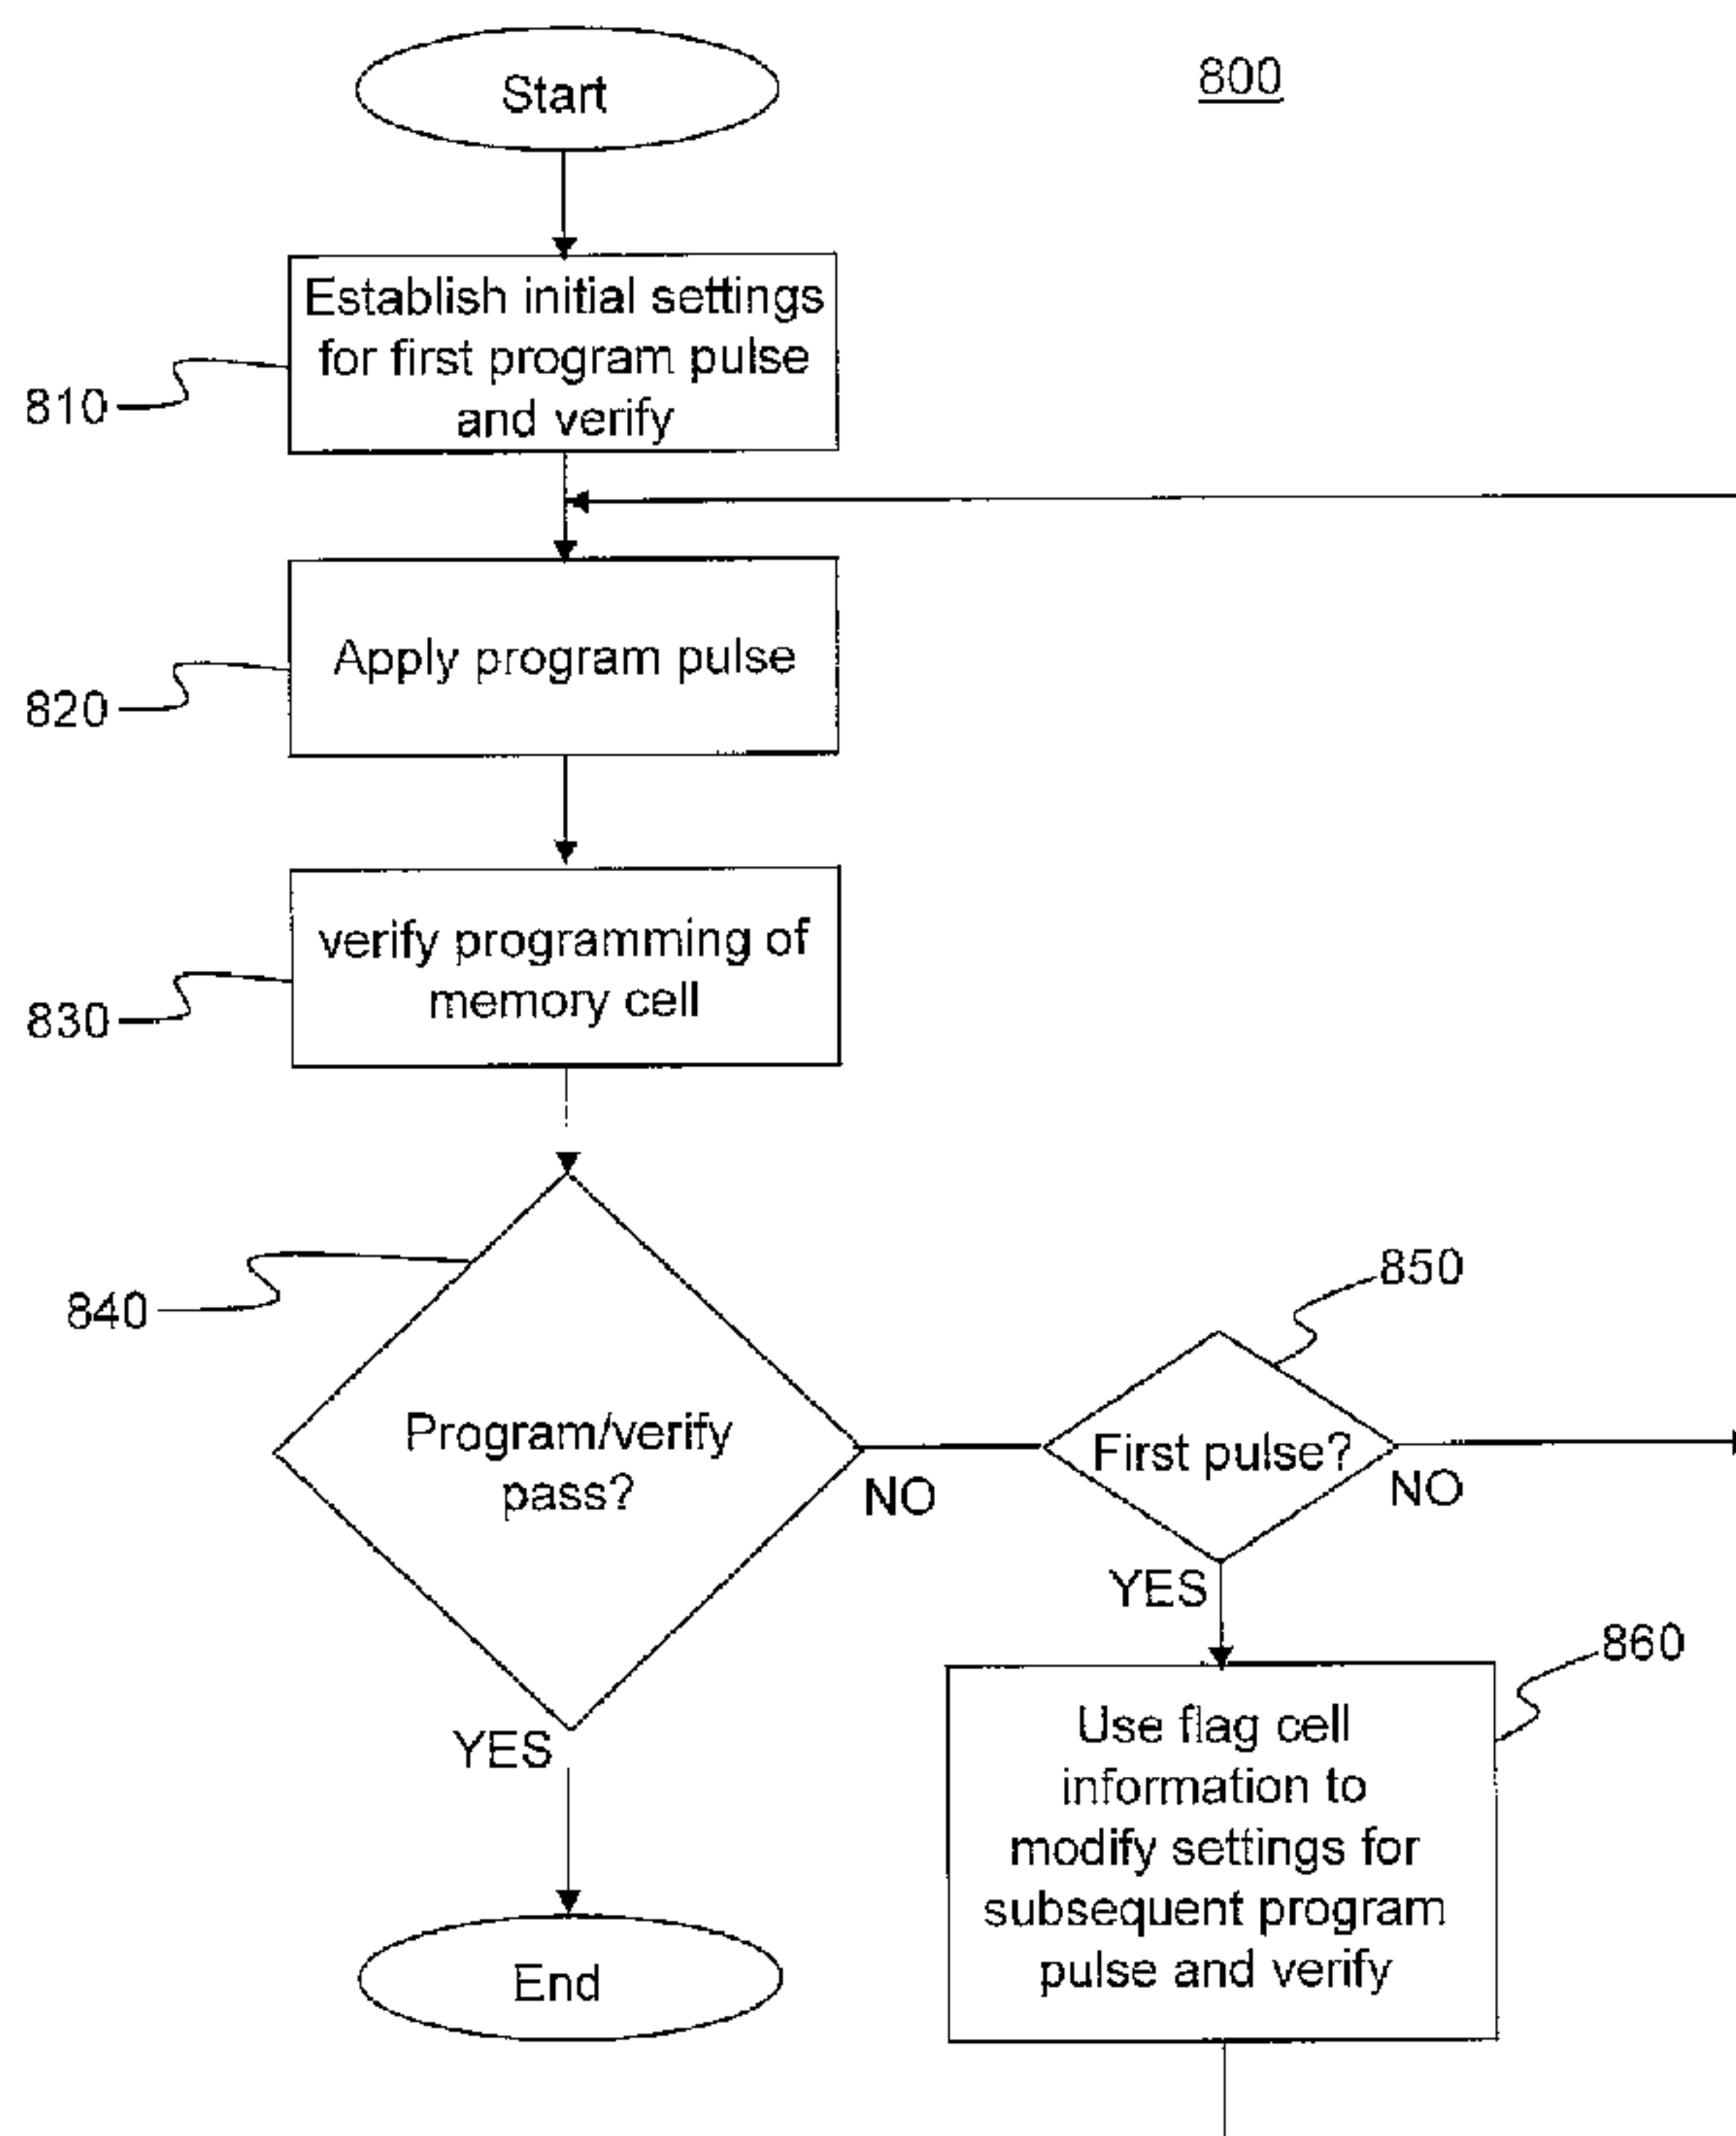 Start
800
Establish initial settings
for first program pulse
and verify
810
Apply program pulse
820
verify programming of
memory cell
830
840
850
Program/verify
pass?
NO
First pulse?
NO
YES
860
YES
Use flag cell
information to
modify settings for
subsequent program
pulse and verify
End